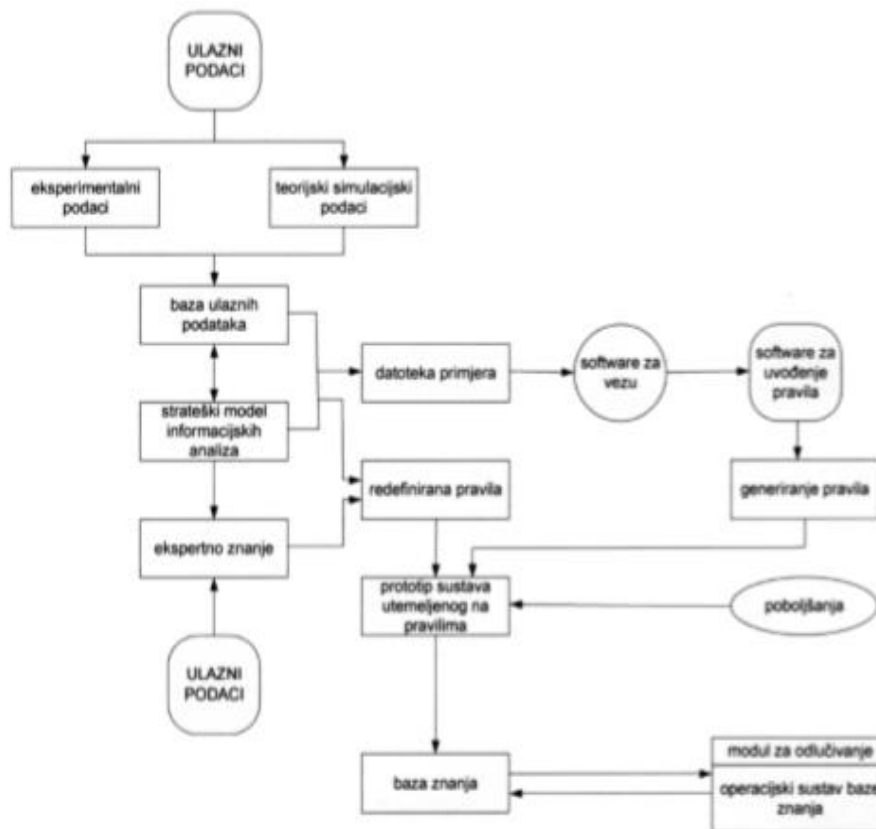 ULAZNI
PODACI
eksperimentalni
podaci
teorijski simulacijski
podaci
baza ulaznih
podataka
datoteka primjera
software za
vezu
software za
uvođenje
pravila
strateški model
informacijskih
analiza
redefinirana pravila
generiranje pravila
ekspertno znanje
prototip sustava
utemeljenog na
pravilima
poboljšanja
ULAZNI
PODACI
baza znanja
modul za odlučivanje
operacijski sustav baze
znanja